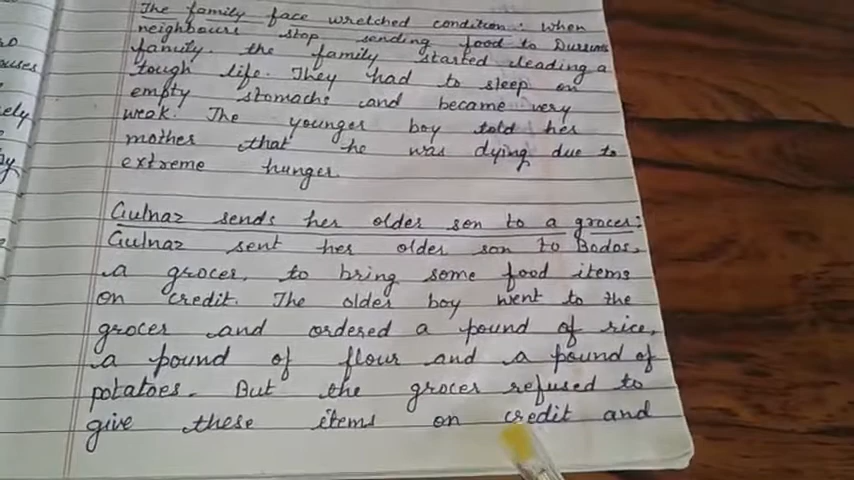 The family face wretched condition: when
neighbours stop sending food to Dursuns
family. the family started leading a
tough life. They had to sleep on
empty stomachs and became very
weak. The younger boy told her
mother that he was dying due to
extreme hunger.
Gulnaz sends her older son to a grocer:
Gulnaz sent her older son to Bodos,
a grocer, to bring some food items
on credit. The older boy went to the
grocer and ordered a pound of rice,
a pound of flour and a pound of
potatoes. But the grocer refused to
give these items on credit and